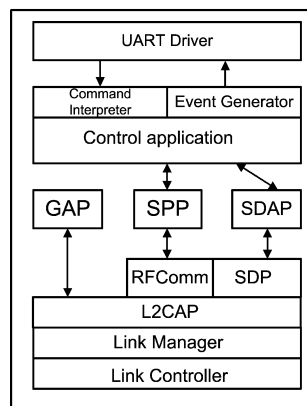 UART Driver
Command
Interpreter
Event Generator
Control application
GAP
SPP
SDAP
RFComm
SDP
L2CAP
Link Manager
Link Controller